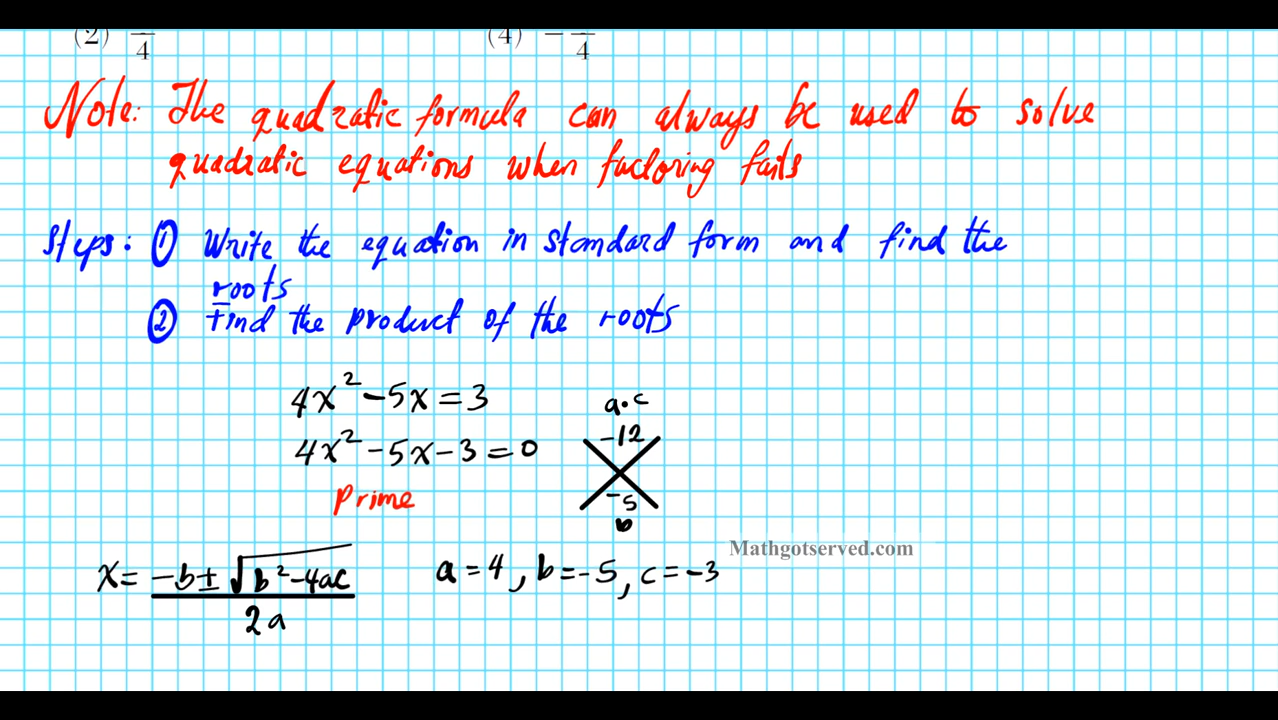 (2) — 4
(4) - — 4
Note: The quadratic formula can always be used to solve
quadratic equations when factoring fails
Steps: ① Write the equation in standard form and find the
roots
② Find the product of the roots
4x² - 5x = 3
a·c
-12
4x² - 5x - 3 = 0
-5
Prime
b
Mathgotserved.com
x = -b ± √b² - 4ac
a = 4, b = -5, c = -3
2a